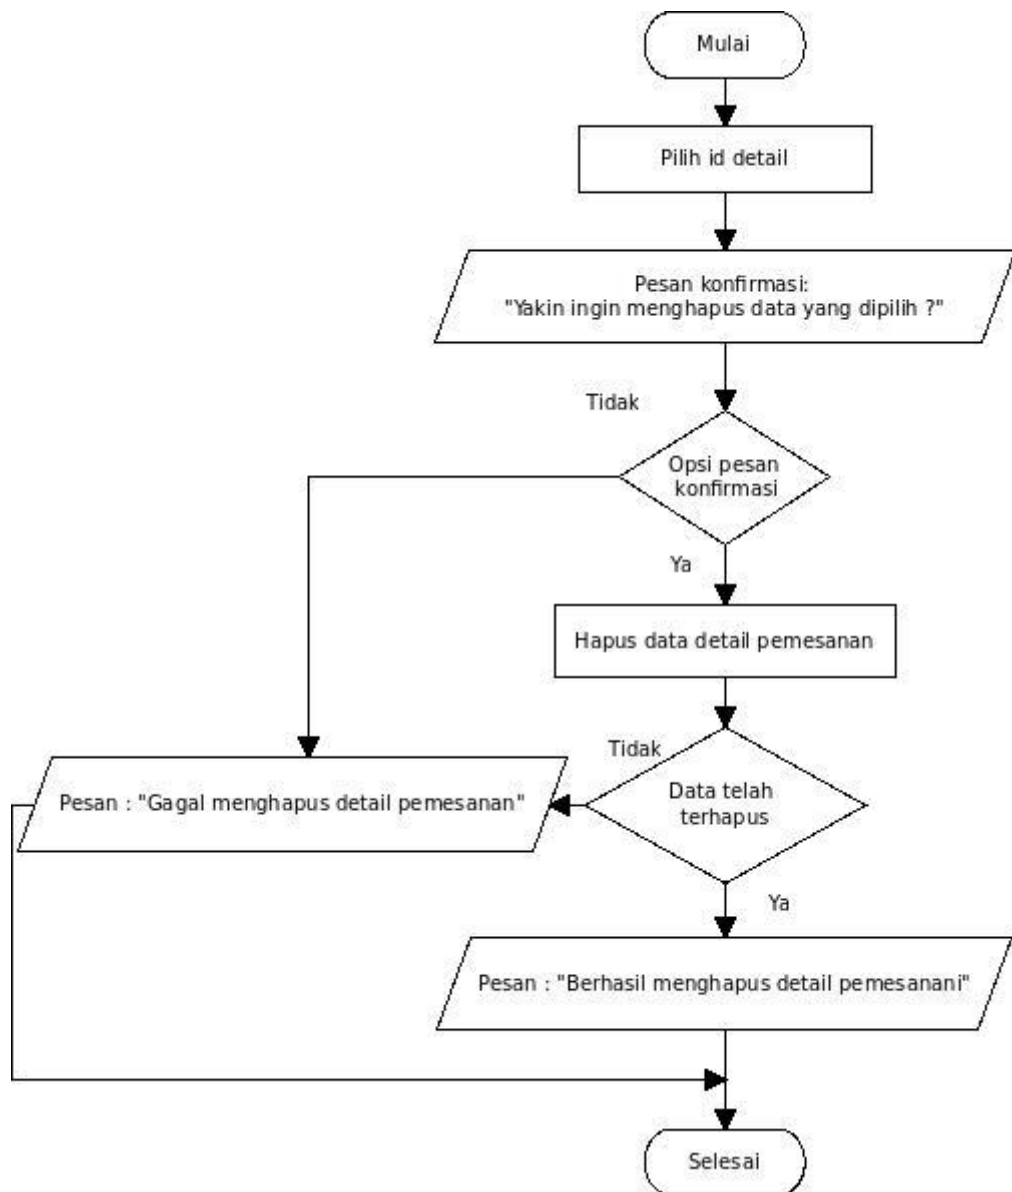 Mulai
Pilih id detail
Pesan konfirmasi:
"Yakin ingin menghapus data yang dipilih ?"
Tidak
Opsi pesan
konfirmasi
Ya
Hapus data detail pemesanan
Tidak
Data telah
terhapus
Pesan : "Gagal menghapus detail pemesanan"
Ya
Pesan : "Berhasil menghapus detail pemesanani"
Selesai